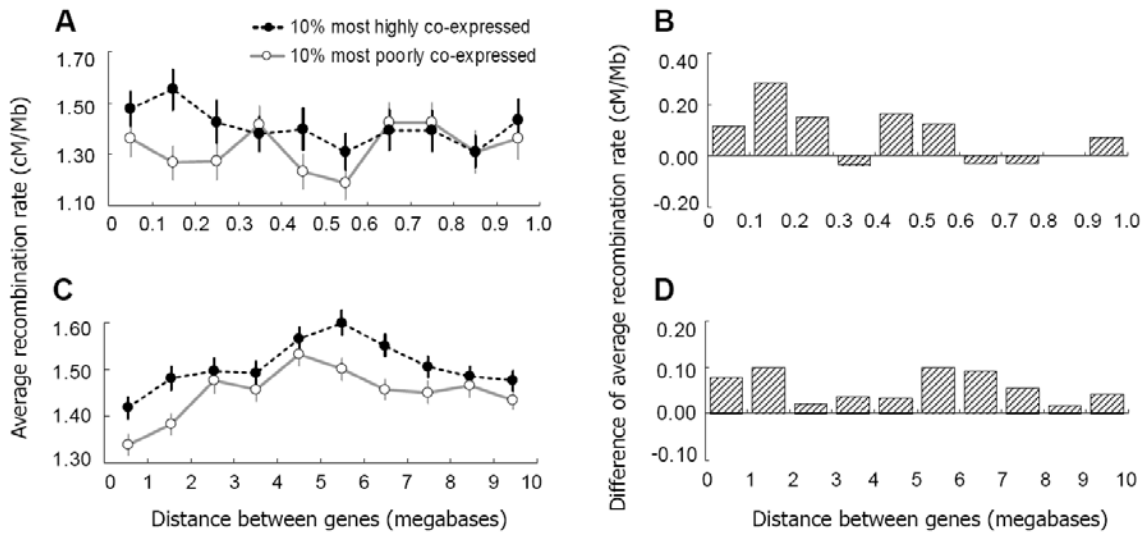 A
10% most highly co-expressed
10% most poorly co-expressed
1.70
1.50
1.30
1.10
0 0.1 0.2 0.3 0.4 0.5 0.6 0.7 0.8 0.9 1.0
B
0.40
0.20
0.00
-0.20
0 0.1 0.2 0.3 0.4 0.5 0.6 0.7 0.8 0.9 1.0
Average recombination rate (cM/Mb)
Difference of average recombination rate (cM/Mb)
C
1.60
1.50
1.40
1.30
0 1 2 3 4 5 6 7 8 9 10
Distance between genes (megabases)
D
0.20
0.10
0.00
-0.10
0 1 2 3 4 5 6 7 8 9 10
Distance between genes (megabases)